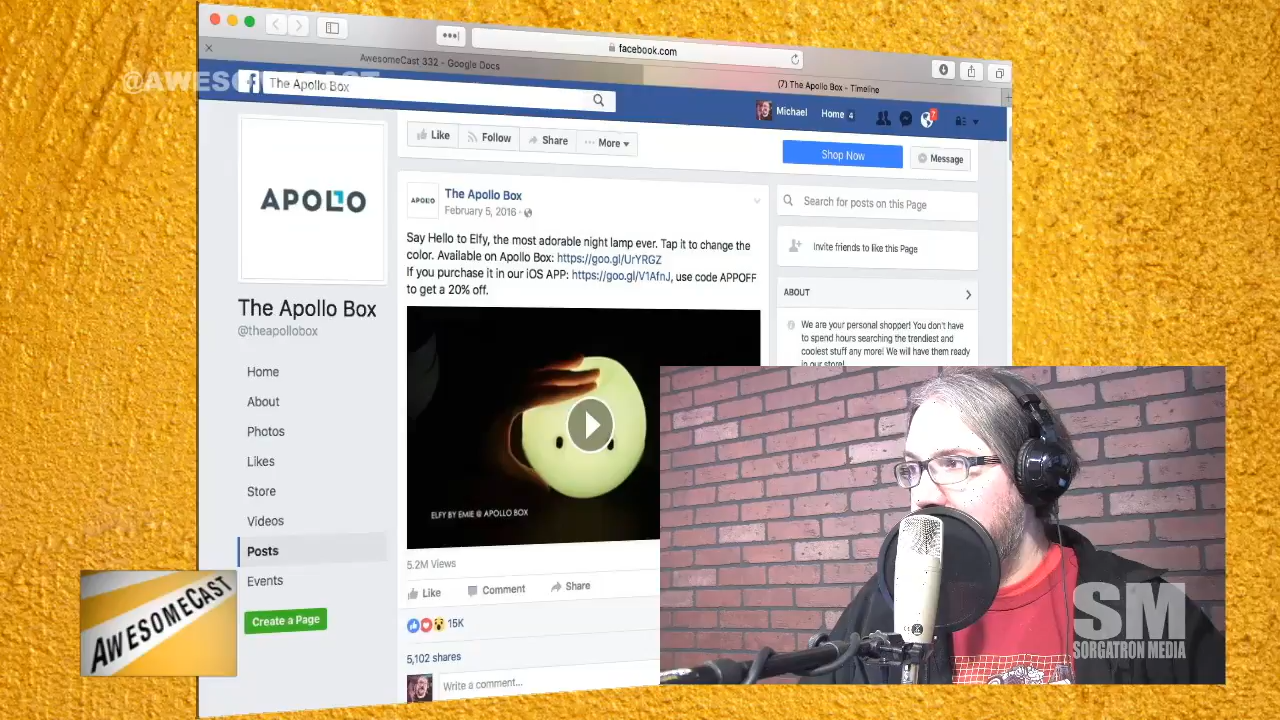 facebook.com
AwesomeCast 332 - Google Docs
(7) The Apollo Box - Timeline
@AWESOMECAST
The Apollo Box
Michael
Home 4
7
Like
Follow
Share
More
Shop Now
Message
APOLLO
The Apollo Box
@theapollobox
Home
About
Photos
Likes
Store
Videos
Posts
Events
Create a Page
APOLLO
The Apollo Box
February 5, 2016
Say Hello to Elfy, the most adorable night lamp ever. Tap it to change the
color. Available on Apollo Box: https://goo.gl/UrYRGZ
If you purchase it in our iOS APP: https://goo.gl/V1AfnJ, use code APPOFF
to get a 20% off.
ELFY BY EMIE @ APOLLO BOX
5.2M Views
Like
Comment
Share
15K
5,102 shares
Write a comment...
Search for posts on this Page
Invite friends to like this Page
ABOUT
We are your personal shopper! You don't have
to spend hours searching the trendiest and
coolest stuff any more! We will have them ready
in our store!
AWESOMECAST
SM
SORGATRON MEDIA